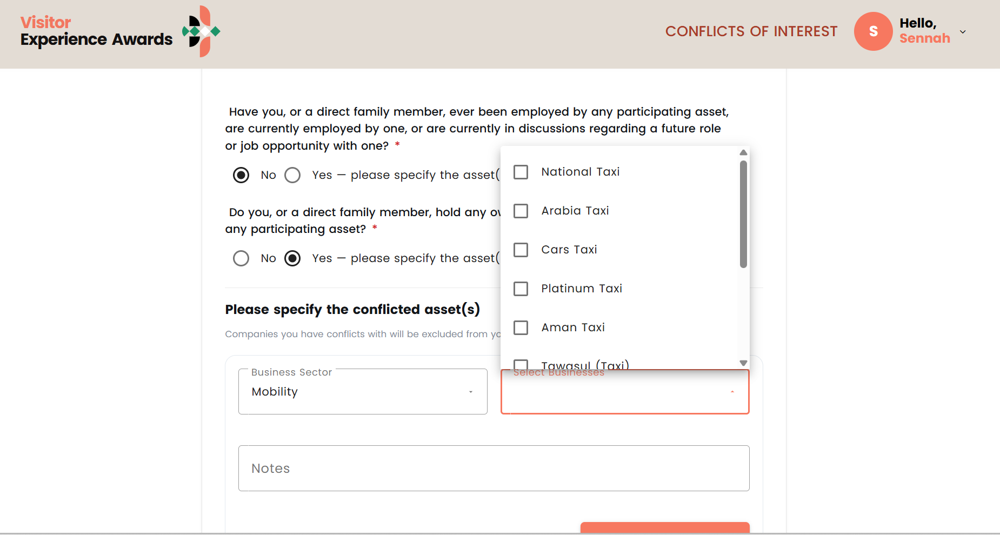 Visitor
Experience Awards
CONFLICTS OF INTEREST
S
Hello,
Sennah
Have you, or a direct family member, ever been employed by any participating asset,
are currently employed by one, or are currently in discussions regarding a future role
or job opportunity with one? *
No
Yes — please specify the asset(
Do you, or a direct family member, hold any
any participating asset? *
No
Yes — please specify the asset(
Please specify the conflicted asset(s)
Companies you have conflicts with will be excluded from
National Taxi
Arabia Taxi
Cars Taxi
Platinum Taxi
Aman Taxi
Tawasul (Taxi)
Business Sector
Mobility
Select Businesses
Notes